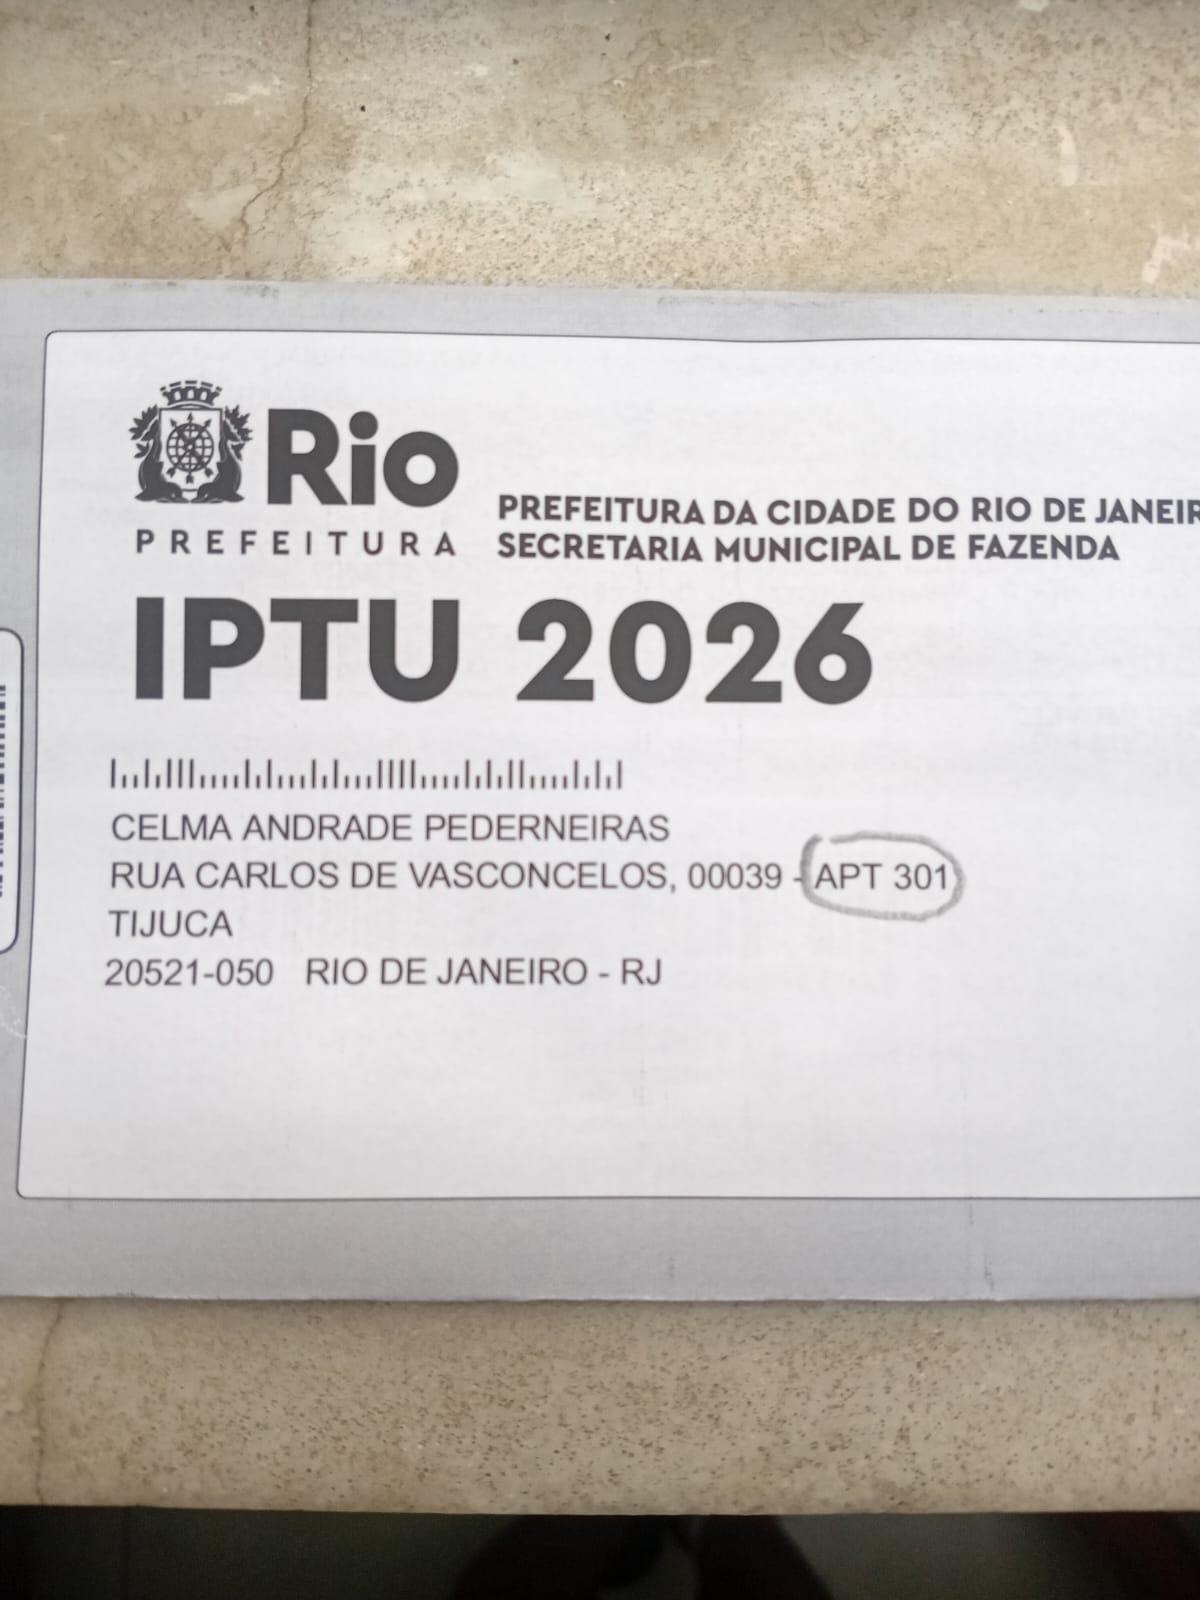 Rio
PREFEITURA
PREFEITURA DA CIDADE DO RIO DE JANEIR
SECRETARIA MUNICIPAL DE FAZENDA
IPTU 2026
CELMA ANDRADE PEDERNEIRAS
RUA CARLOS DE VASCONCELOS, 00039 - APT 301
TIJUCA
20521-050 RIO DE JANEIRO - RJ